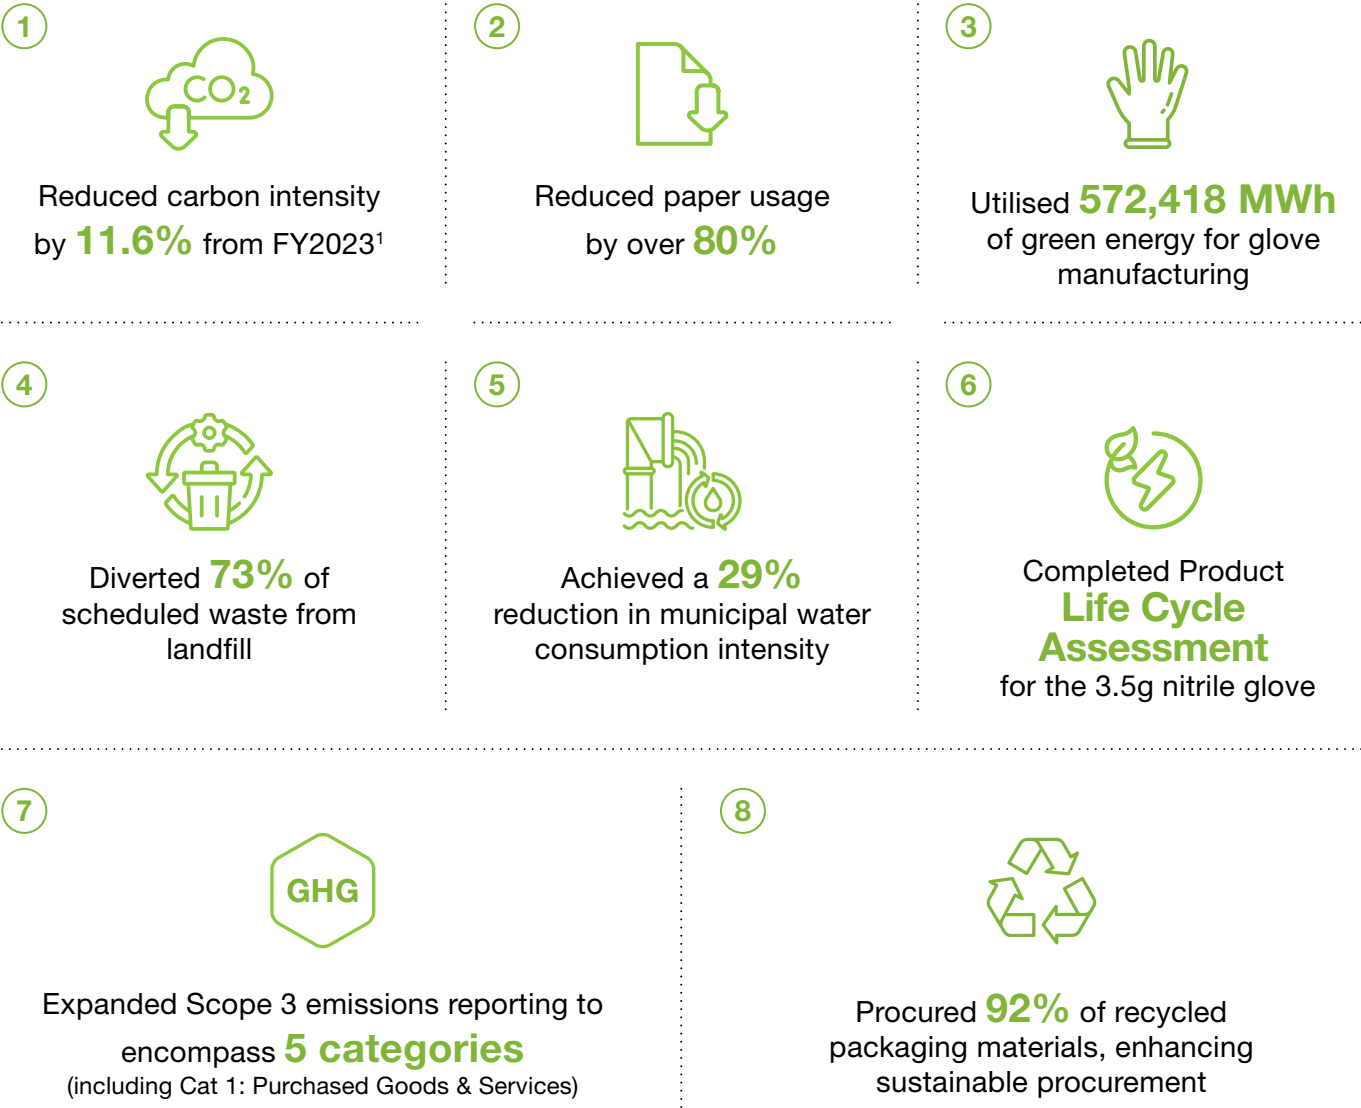 1
CO2
Reduced carbon intensity
by 11.6% from FY2023¹
2
Reduced paper usage
by over 80%
3
Utilised 572,418 MWh
of green energy for glove
manufacturing
4
Diverted 73% of
scheduled waste from
landfill
5
Achieved a 29%
reduction in municipal water
consumption intensity
6
Completed Product
Life Cycle
Assessment
for the 3.5g nitrile glove
7
GHG
Expanded Scope 3 emissions reporting to
encompass 5 categories
(including Cat 1: Purchased Goods & Services)
8
Procured 92% of recycled
packaging materials, enhancing
sustainable procurement